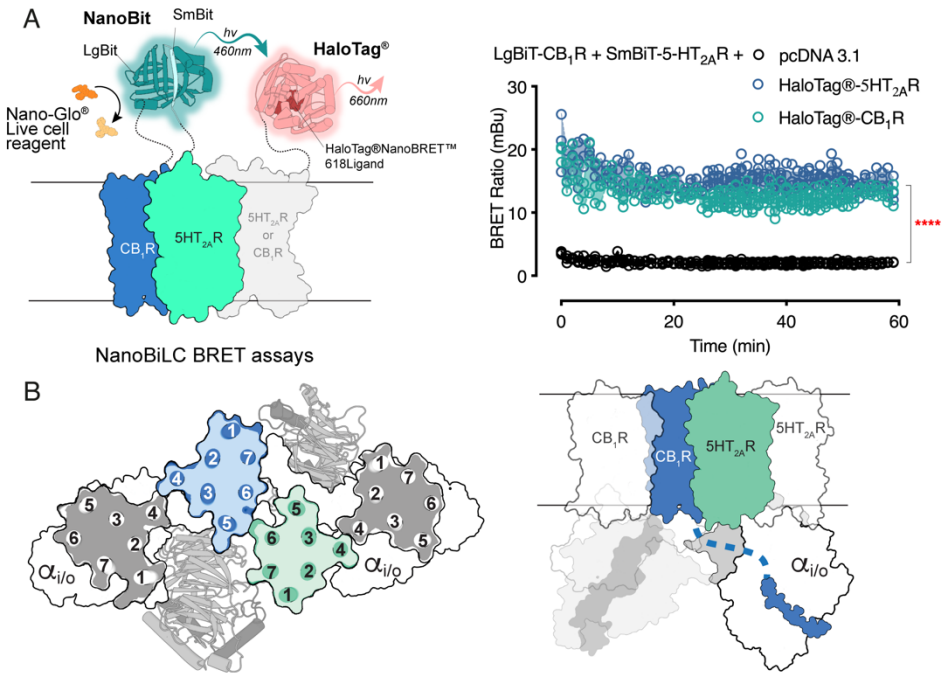 A
NanoBit
SmBit
LgBit
hv
460nm
HaloTag®
hv
660nm
Nano-Glo®
Live cell
reagent
HaloTag®NanoBRET™
618Ligand
CB₁R
5HT₂ₐR
5HT₂ₐR
or
CB₁R
NanoBiLC BRET assays
LgBiT-CB₁R + SmBiT-5-HT₂ₐR +
pcDNA 3.1
HaloTag®-5HT₂ₐR
HaloTag®-CB₁R
BRET Ratio (mBu)
30
20
10
0
****
0
20
40
60
Time (min)
B
1
2
7
4
3
6
5
5
3
4
6
2
7
1
αi/o
5
6
3
4
7
2
1
1
7
2
6
3
4
5
αi/o
CB₁R
CB₁R
5HT₂ₐR
5HT₂ₐR
αi/o